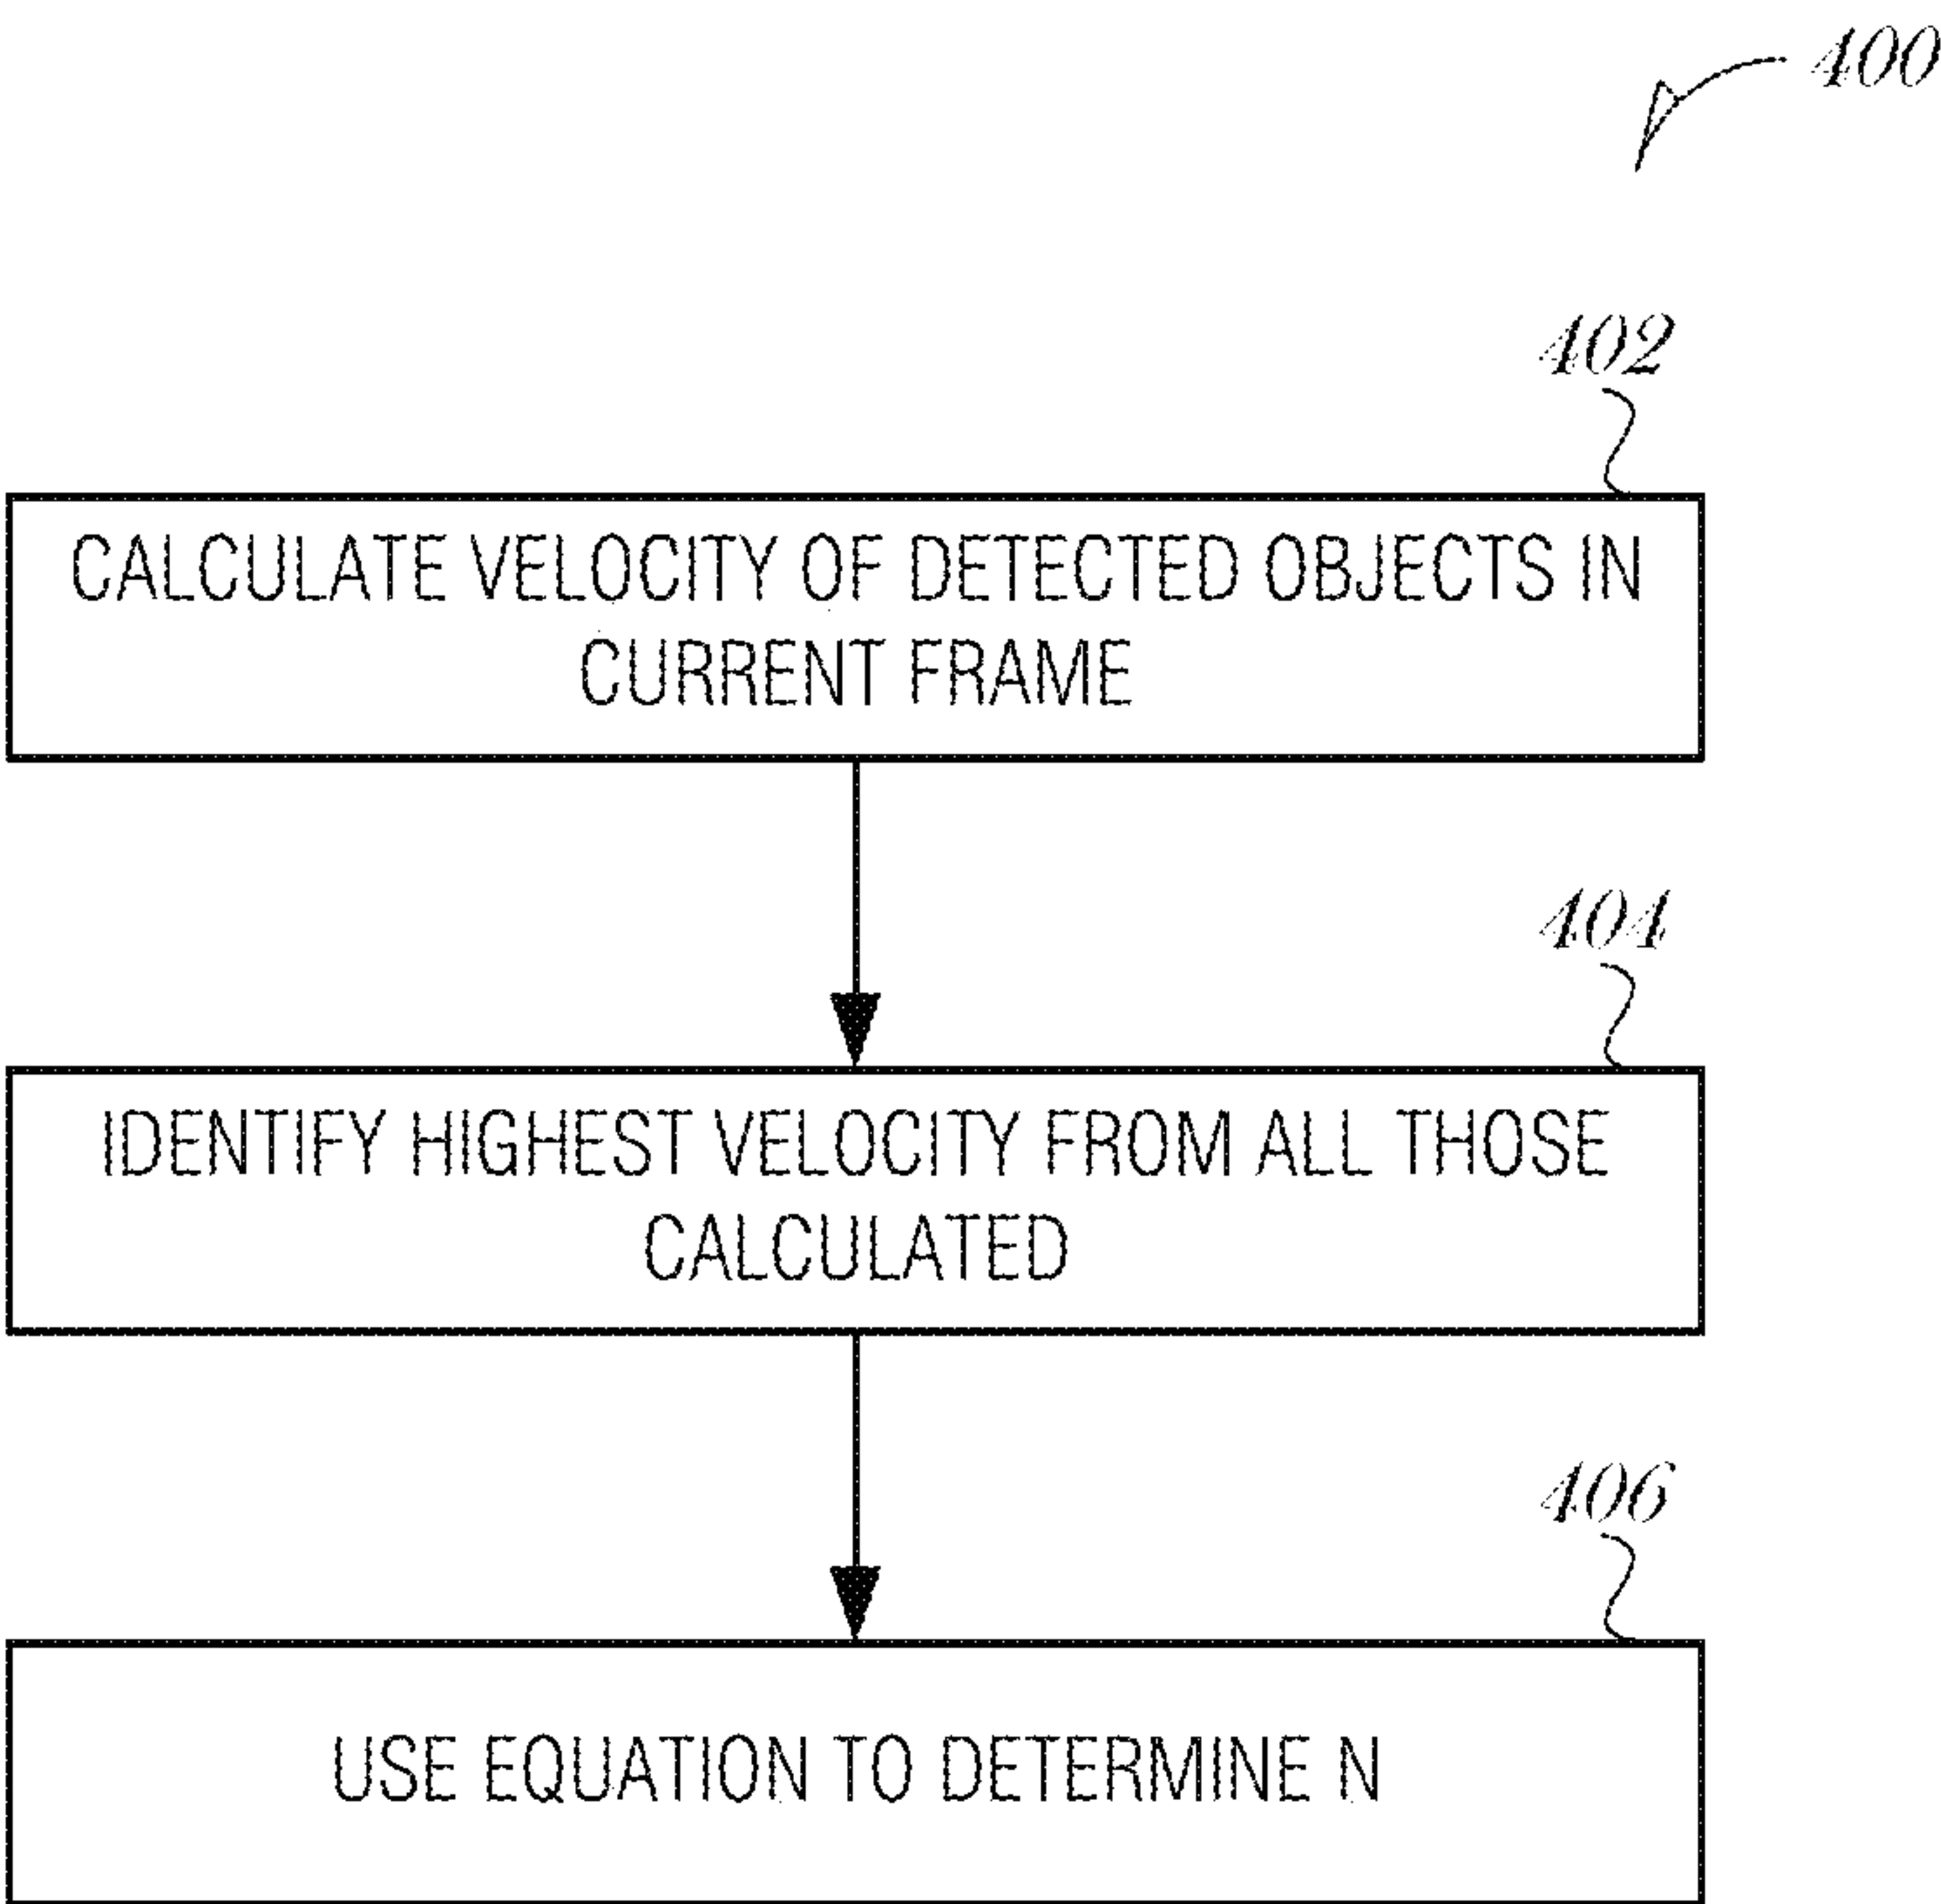 400
402
CALCULATE VELOCITY OF DETECTED OBJECTS IN
CURRENT FRAME
404
IDENTIFY HIGHEST VELOCITY FROM ALL THOSE
CALCULATED
406
USE EQUATION TO DETERMINE N